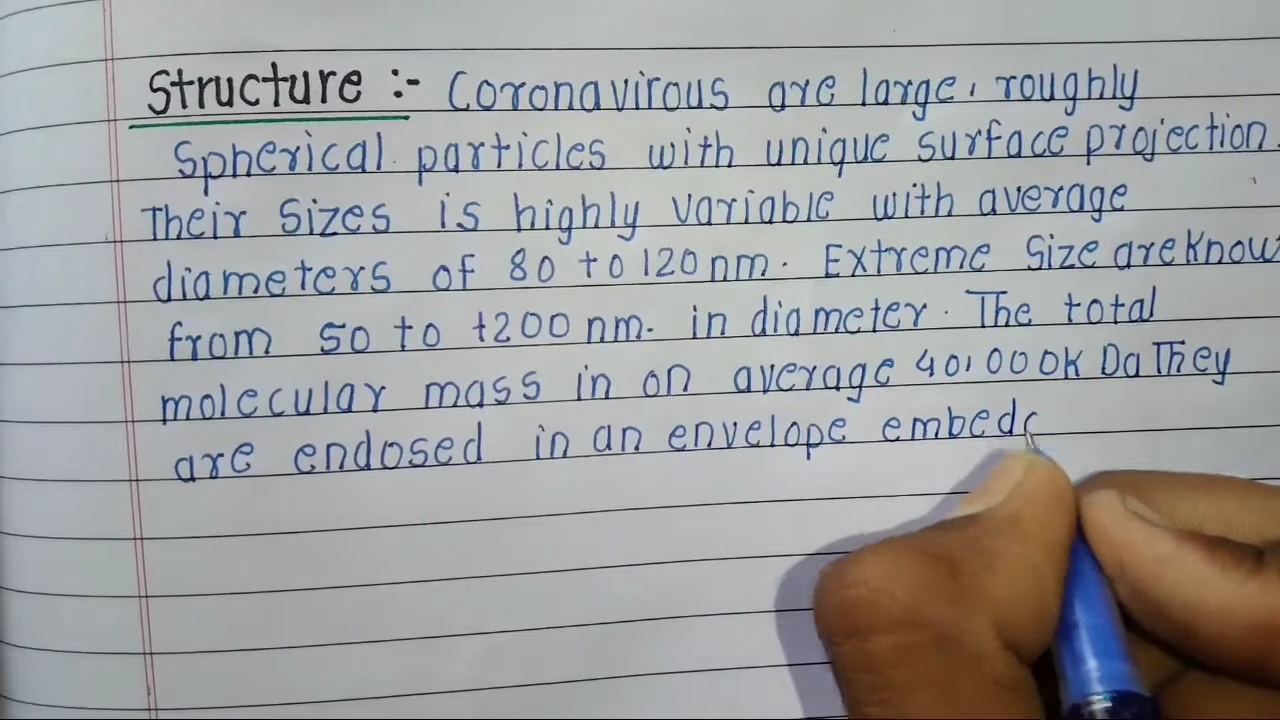 Structure :- Coronavirous are large, roughly
Spherical particles with unique surface projection.
Their Sizes is highly variable with average
diameters of 80 to 120 nm. Extreme Size are Know
from 50 to t200 nm. in diameter. The total
molecular mass in on average 40,000 K Da They
are endosed in an envelope embedd